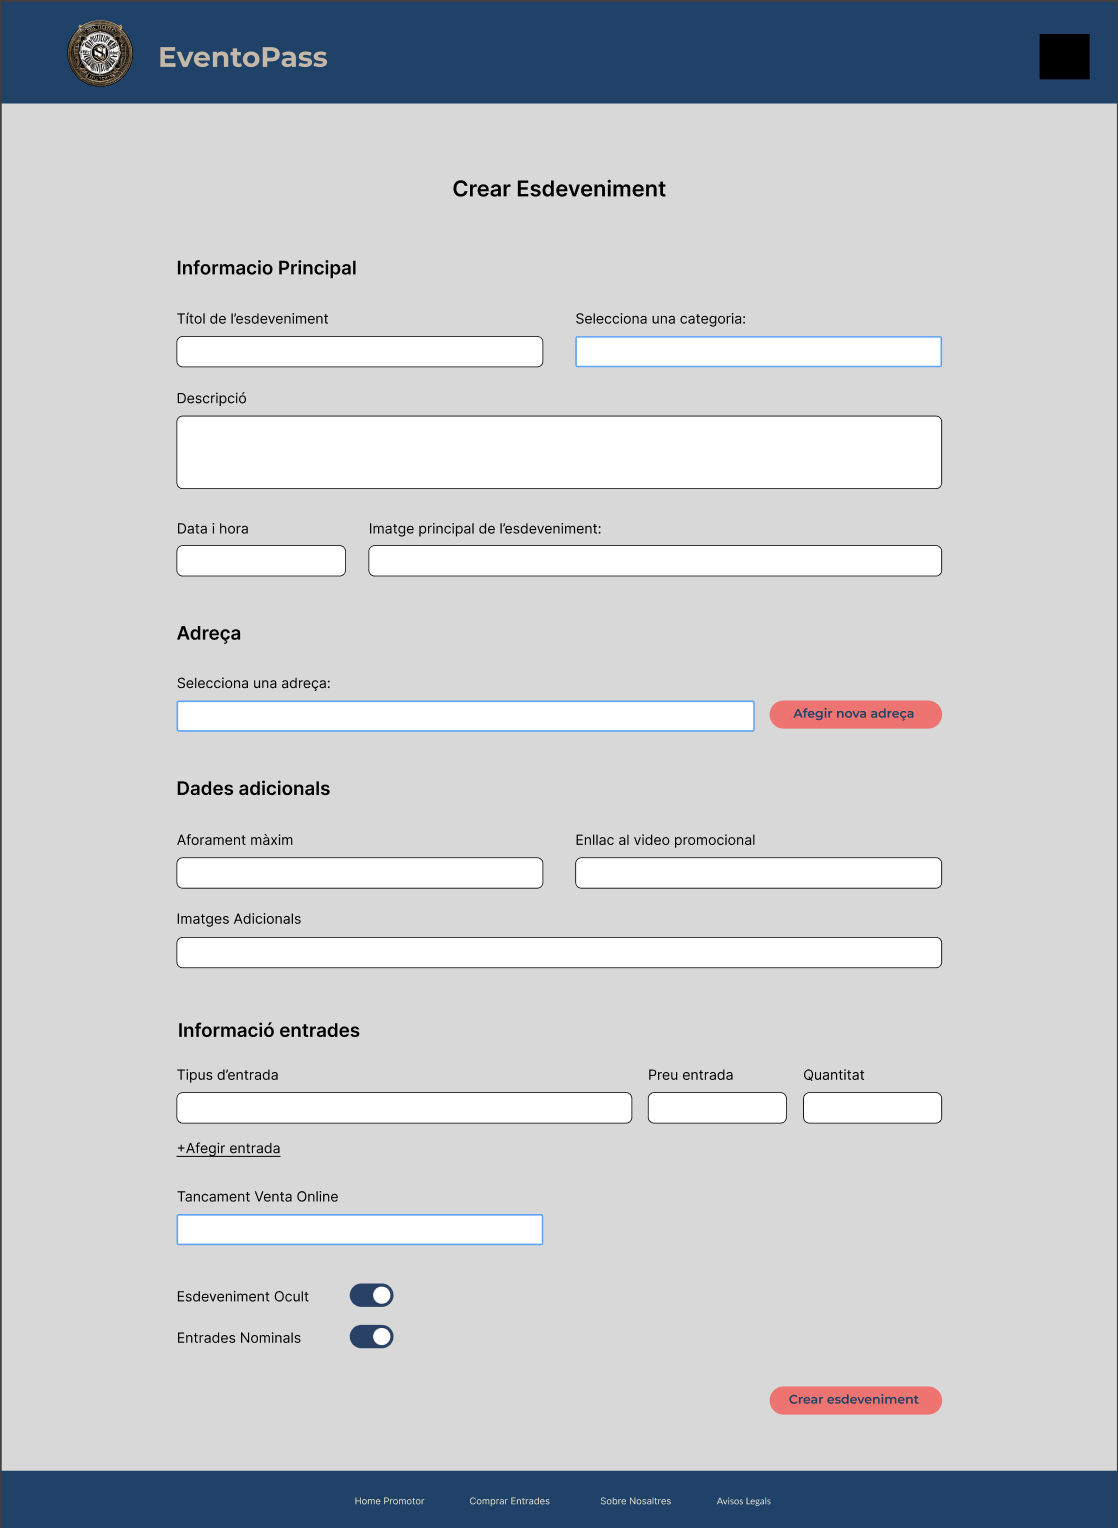 EventoPass
Crear Esdeveniment
Informacio Principal
Títol de l'esdeveniment
Selecciona una categoria:
Descripció
Data i hora
Imatge principal de l'esdeveniment:
Adreça
Selecciona una adreça:
Afegir nova adreça
Dades adicionals
Aforament màxim
Enllac al video promocional
Imatges Adicionals
Informació entrades
Tipus d'entrada
Preu entrada
Quantitat
+Afegir entrada
Tancament Venta Online
Esdeveniment Ocult
Entrades Nominals
Crear esdeveniment
Home Promotor
Comprar Entrades
Sobre Nosaltres
Avisos Legals